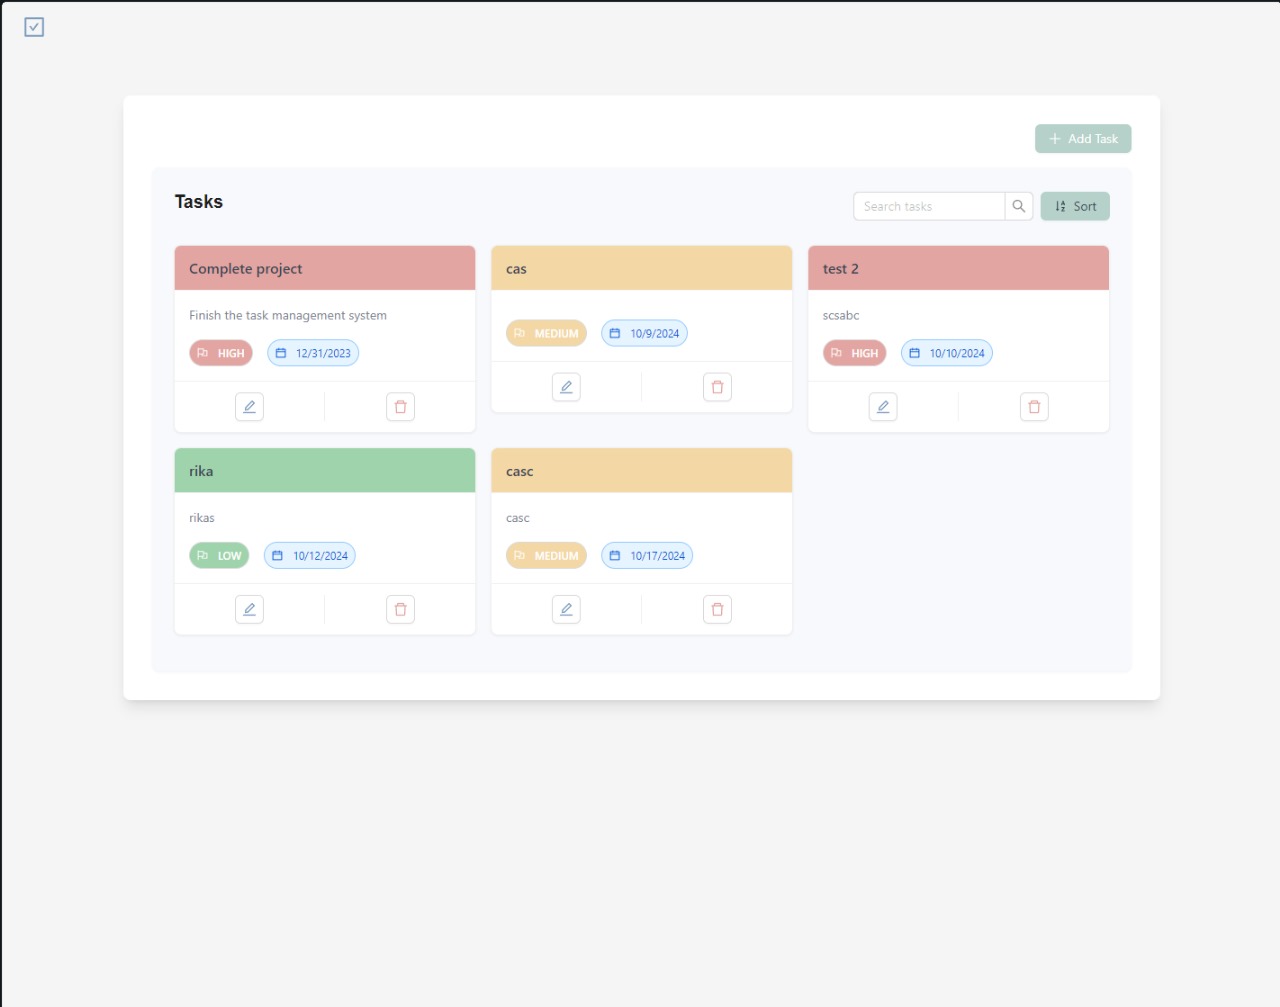 Add Task
Tasks
Search tasks
Sort
Complete project
Finish the task management system
HIGH
12/31/2023
cas
MEDIUM
10/9/2024
test 2
scsabc
HIGH
10/10/2024
rika
rikas
LOW
10/12/2024
casc
casc
MEDIUM
10/17/2024